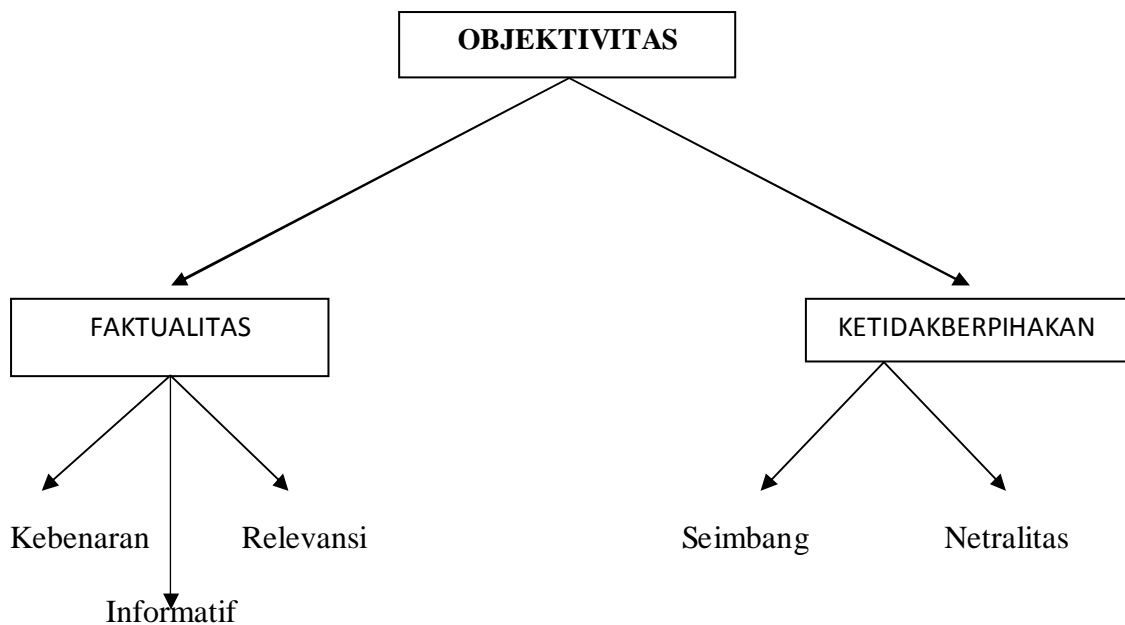 OBJEKTIVITAS
FAKTUALITAS
KETIDAKBERPIHAKAN
Kebenaran
Relevansi
Seimbang
Netralitas
Informatif